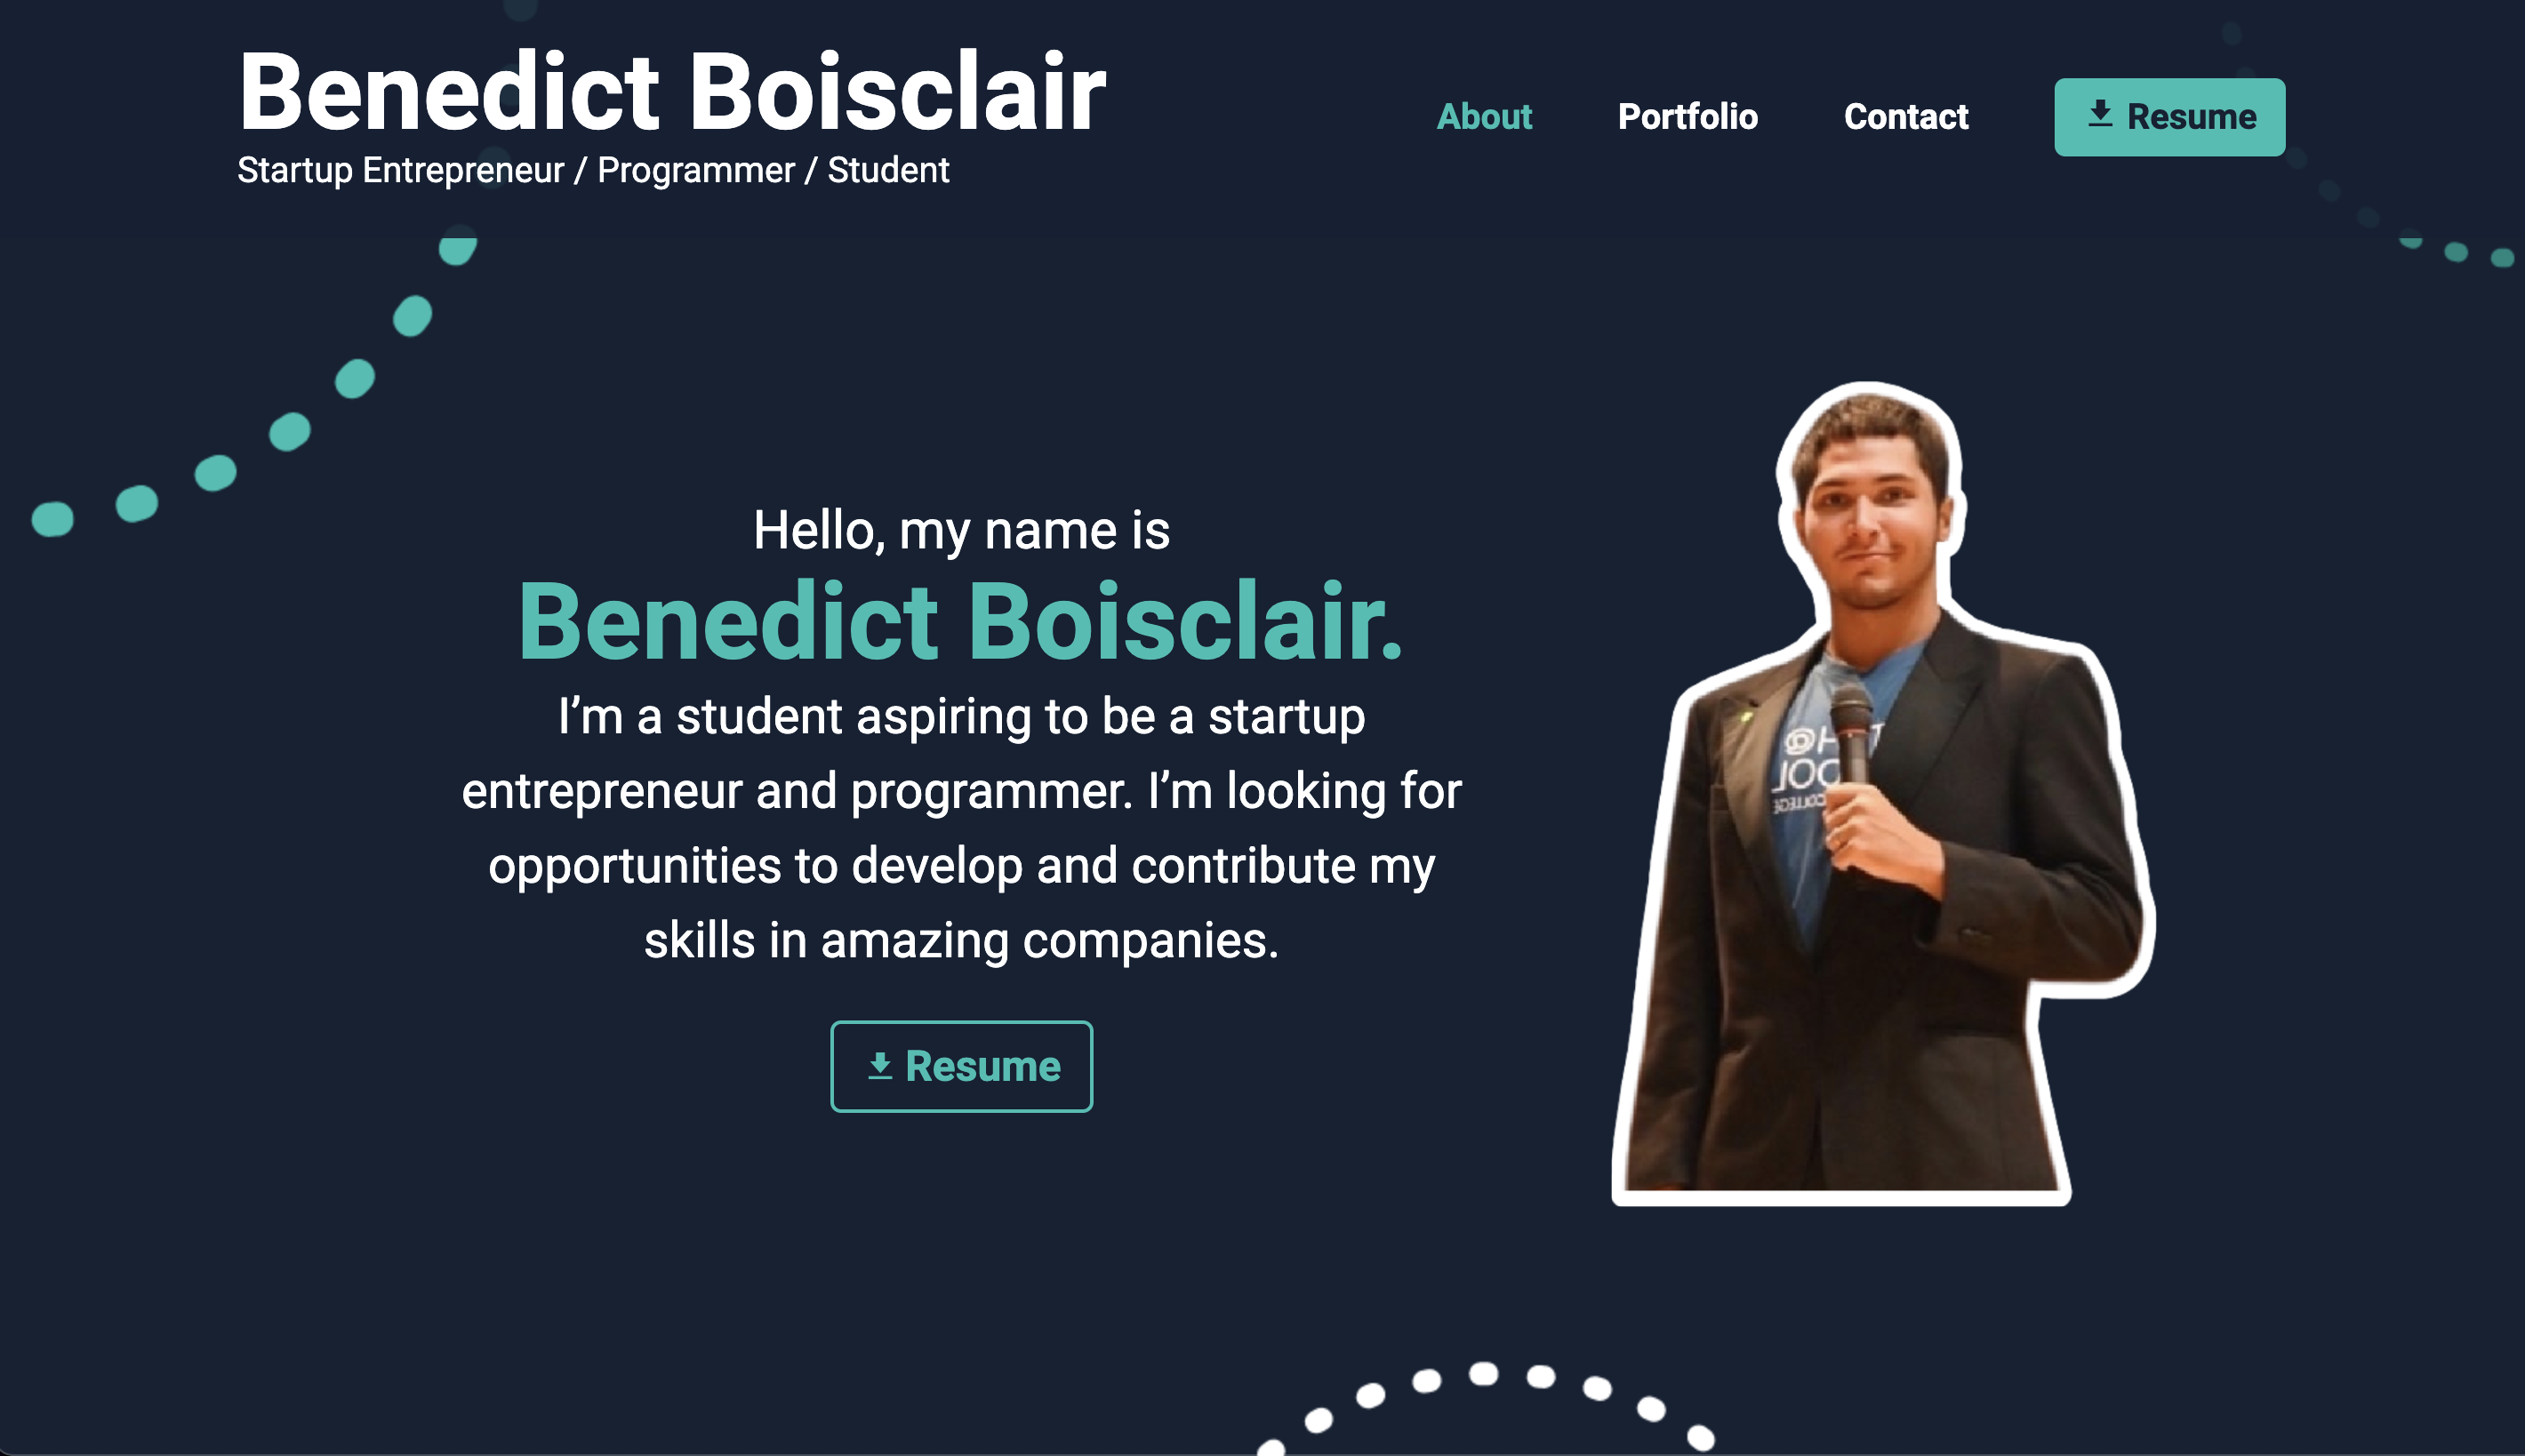 Benedict Boisclair
Startup Entrepreneur / Programmer / Student
About
Portfolio
Contact
Resume
Hello, my name is
Benedict Boisclair.
I’m a student aspiring to be a startup
entrepreneur and programmer. I’m looking for
opportunities to develop and contribute my
skills in amazing companies.
Resume
COLLEGE